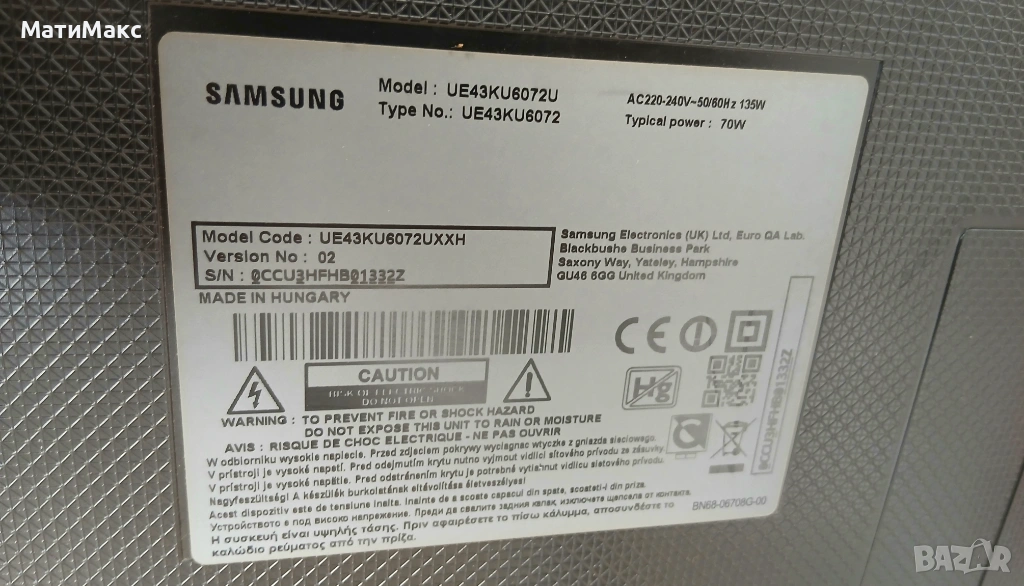 МатиМакс
SAMSUNG
Model : UE43KU6072U
Type No.: UE43KU6072
AC220-240V~50/60Hz 135W
Typical power : 70W
Model Code : UE43KU6072UXXH
Version No : 02
S/N : 0CCU3HFHB01332Z
MADE IN HUNGARY
Samsung Electronics (UK) Ltd, Euro QA Lab.
Blackbushe Business Park
Saxony Way, Yateley, Hampshire
GU46 6GG United Kingdom
CE
CAUTION
RISK OF ELECTRIC SHOCK
DO NOT OPEN
Hg
WARNING : TO PREVENT FIRE OR SHOCK HAZARD
DO NOT EXPOSE THIS UNIT TO RAIN OR MOISTURE
AVIS : RISQUE DE CHOC ELECTRIQUE - NE PAS OUVRIR
W odbiorniku wysokie napiecie. Przed zdjeciem pokrywy wyciagnac wtyczke z gniazda sieciowego.
V prístroji je vysoké napětí. Pred odejmutím krytu nutno vyjmout vidlici síťového prívodu ze zásuvky.
V prístroji je vysoké napätie. Pred odstránením krytu je potrebné vytiahnut vidlicu sietového prívodu.
Nagyfeszültség! A készülék burkolatának eltávolítása életveszélyes!
Acest dispozitiv este de tensiune inalta. Inainte de a scoate capacul din spate, scoateti-l din priza.
Устройството е под високо напрежение. Преди да свалите задния капак, изключете щепсела от контакта.
Η συσκευή είναι υψηλής τάσης. Πριν αφαιρέσετε το πίσω κάλυμμα, αποσυνδέστε το
καλώδιο ρεύματος από την πρίζα.
BN68-06708G-00
0CCU3HFHB01332Z
BAZAR